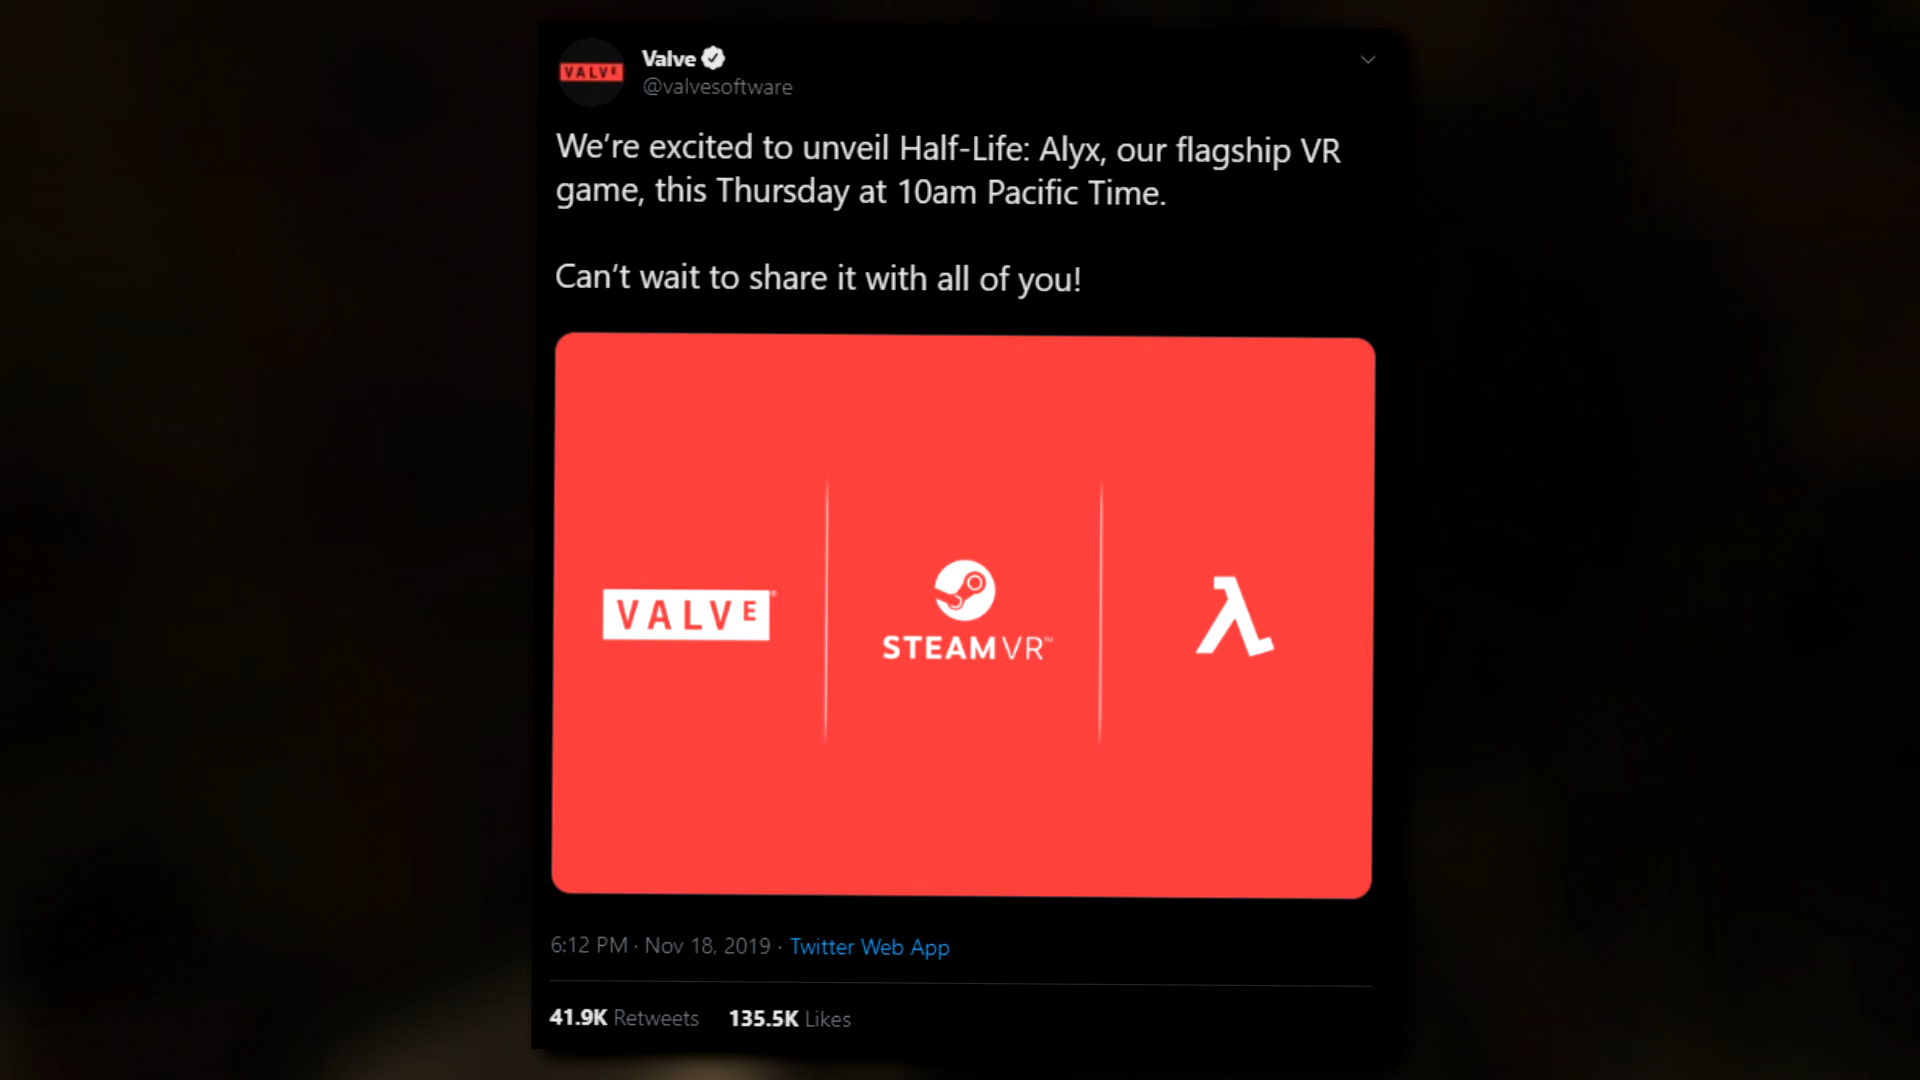 VALVE
Valve
@valvesoftware
We’re excited to unveil Half-Life: Alyx, our flagship VR
game, this Thursday at 10am Pacific Time.
Can’t wait to share it with all of you!
VALVE®
STEAMVR™
λ
6:12 PM · Nov 18, 2019 · Twitter Web App
41.9K Retweets 135.5K Likes